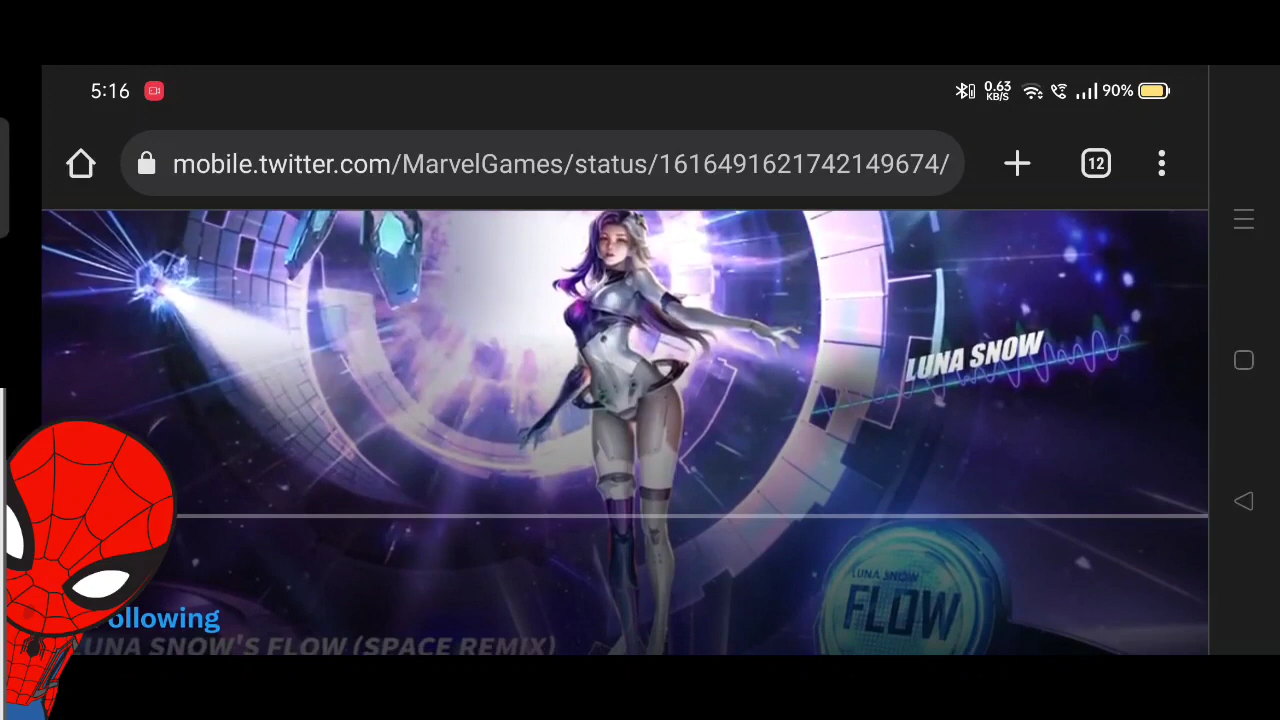 5:16
0.63
KB/S
90%
mobile.twitter.com/MarvelGames/status/1616491621742149674/
12
LUNA SNOW
LUNA SNOW
FLOW
ollowing
LUNA SNOW'S FLOW (SPACE REMIX)